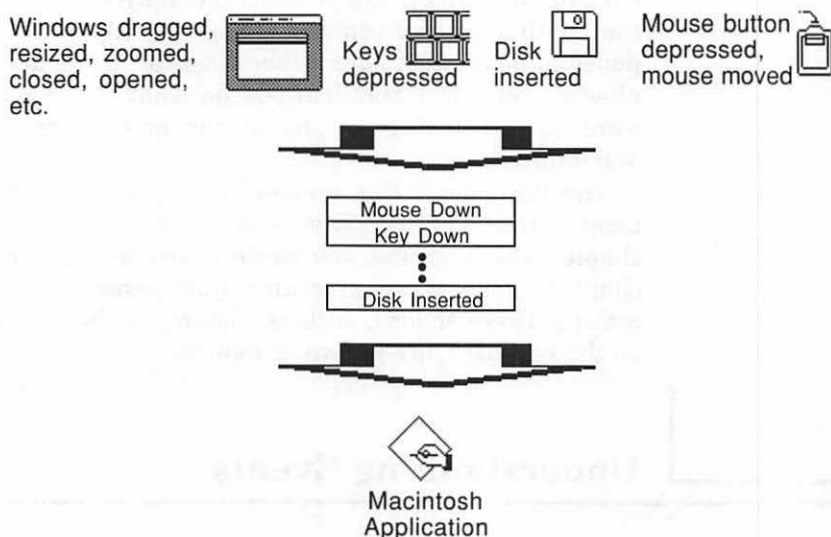 Windows dragged,
resized, zoomed,
closed, opened,
etc.
Keys
depressed
Disk
inserted
Mouse button
depressed,
mouse moved
Mouse Down
Key Down
Disk Inserted
Macintosh
Application